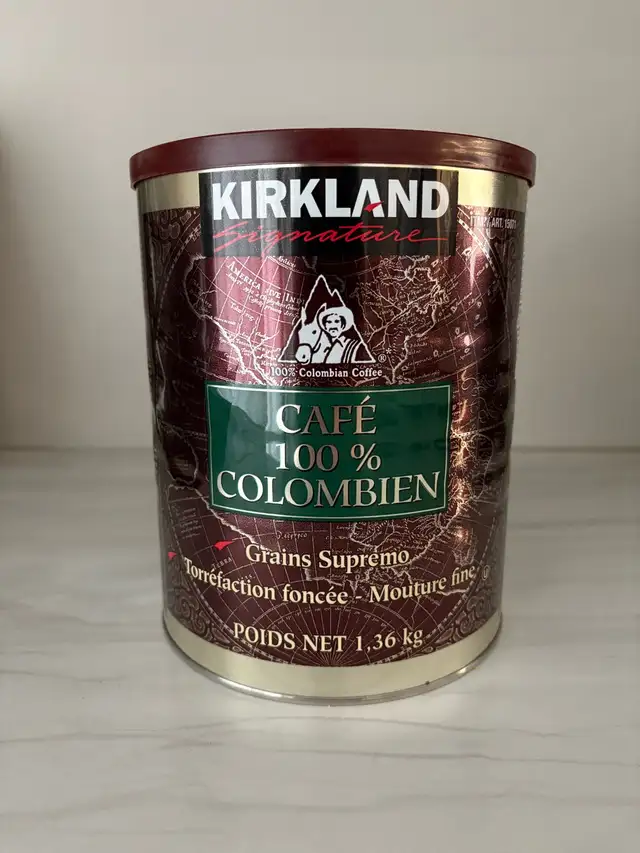 KIRKLAND
Signature
100% Colombian Coffee
®*
CAFÉ
100 %
COLOMBIEN
Grains Supremo
Torréfaction foncée - Mouture fine
POIDS NET 1,36 kg